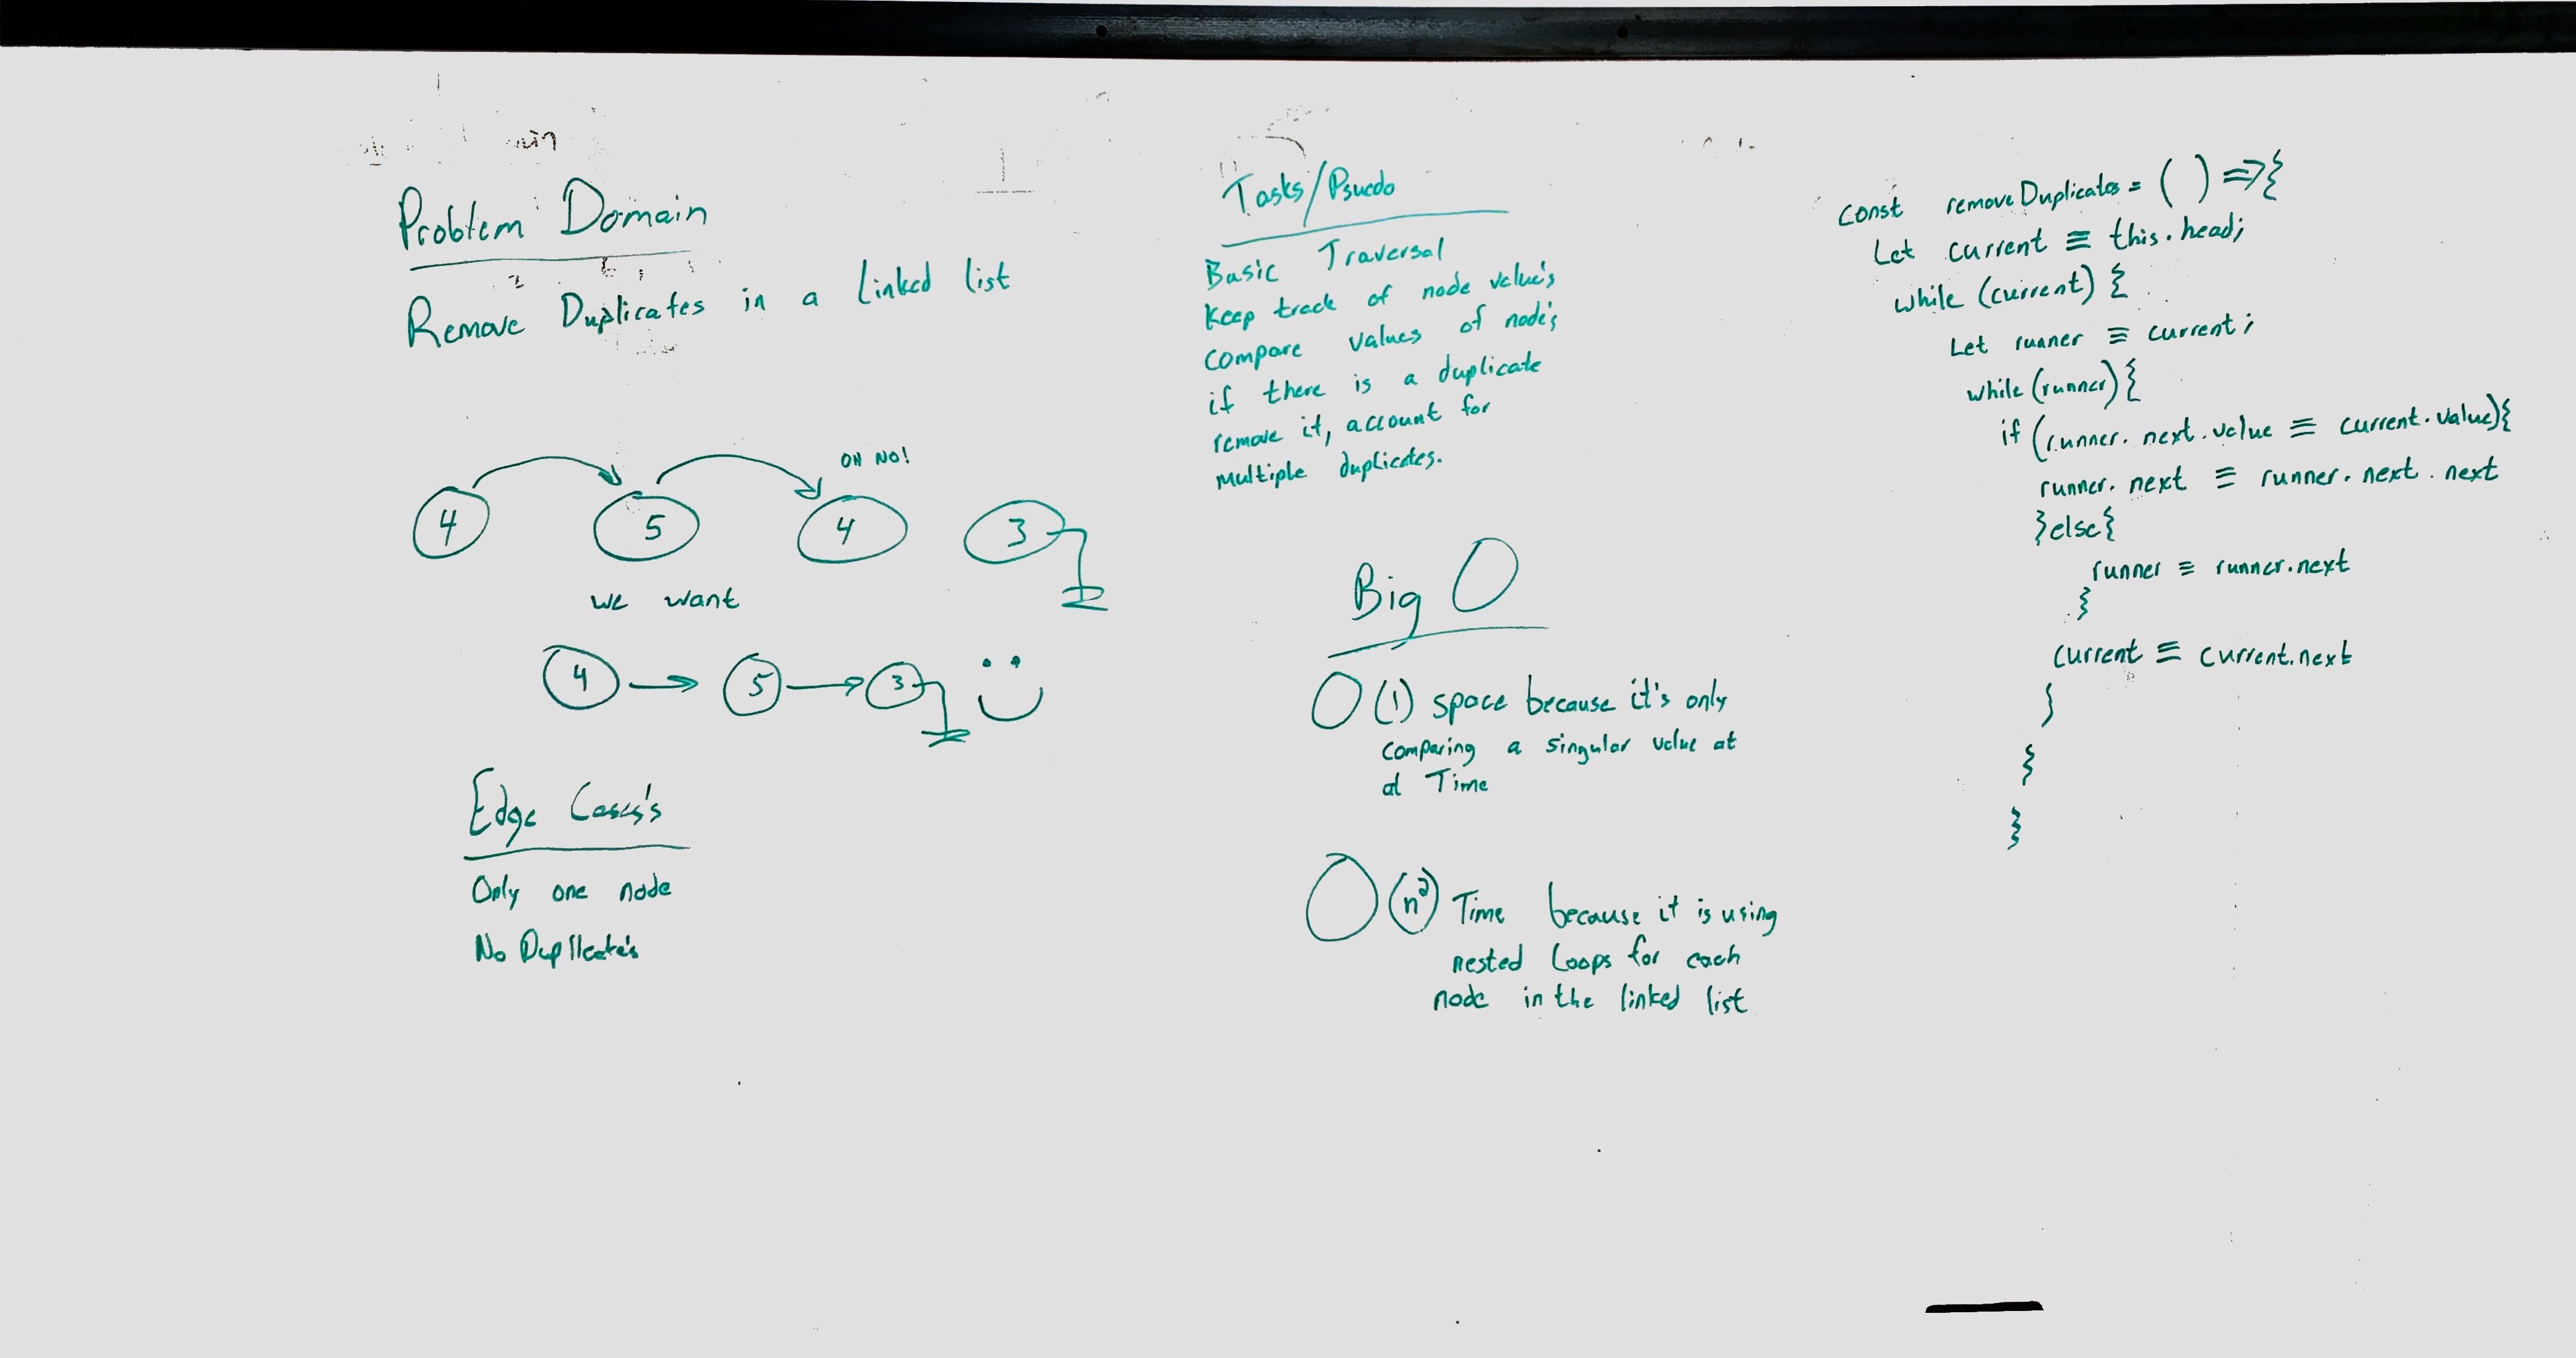 Problem Domain
Remove Duplicates in a linked list
OH NO!
4 5 4 3
we want
4 5 3
Edge Cases's
Only one node
No Duplicate's
Tasks/Psuedo
Basic Traversal
Keep track of node value's
compare values of node's
if there is a duplicate
remove it, account for
multiple duplicates.
Big O
O(1) space because it's only
comparing a singular value at
at Time
O(n²) Time because it is using
nested loops for each
node in the linked list
const removeDuplicates = ( ) => {
Let current ≡ this.head;
while (current) {
Let runner ≡ current;
while (runner) {
if (runner.next.value ≡ current.value) {
runner.next ≡ runner.next.next
} else {
runner ≡ runner.next
}
current ≡ current.next
}
}
}